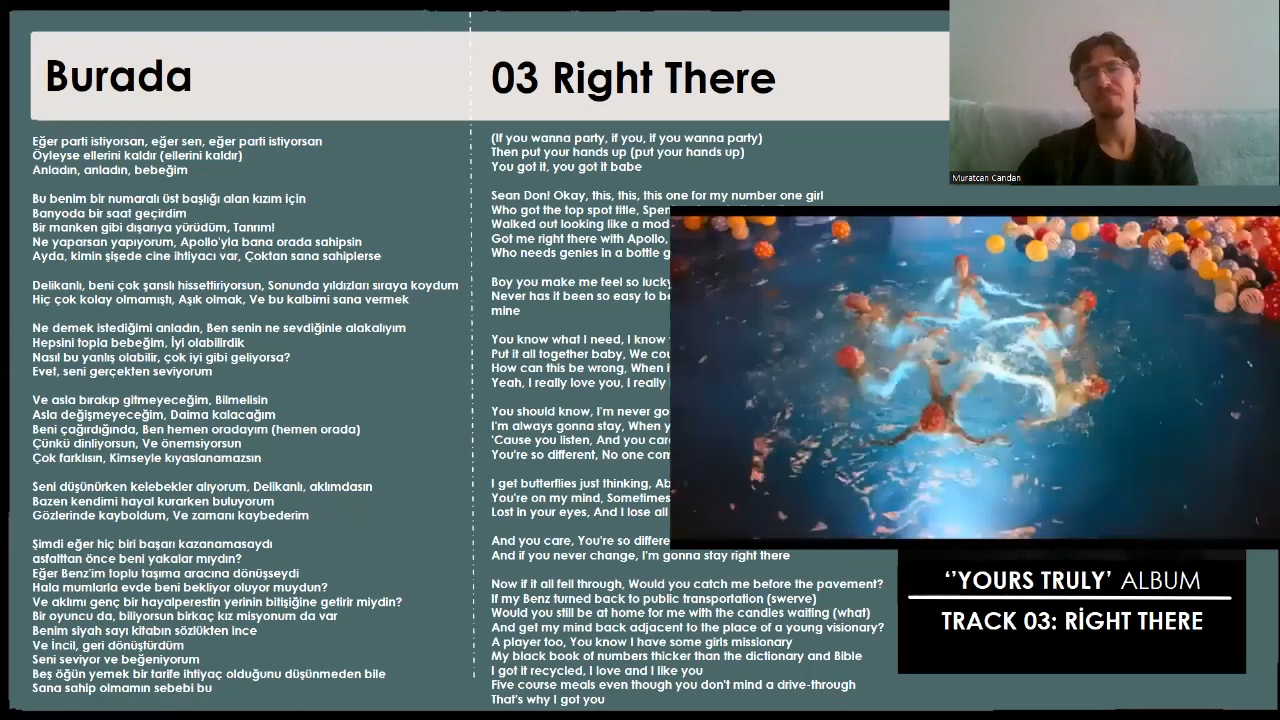 Burada
Eğer parti istiyorsan, eğer sen, eğer parti istiyorsan
Öyleyse ellerini kaldır (ellerini kaldır)
Anladın, anladın, bebeğim
Bu benim bir numaralı üst başlığı alan kızım için
Banyoda bir saat geçirdim
Bir manken gibi dışarıya yürüdüm, Tanrım!
Ne yaparsan yapıyorum, Apollo'yla bana orada sahipsin
Ayda, kimin şişede cine ihtiyacı var, Çoktan sana sahiplerse
Delikanlı, beni çok şanslı hissettiriyorsun, Sonunda yıldızları sıraya koydum
Hiç çok kolay olmamıştı, Aşık olmak, Ve bu kalbimi sana vermek
Ne demek istediğimi anladın, Ben senin ne sevdiğinle alakalıyım
Hepsini topla bebeğim, İyi olabilirdik
Nasıl bu yanlış olabilir, çok iyi gibi geliyorsa?
Evet, seni gerçekten seviyorum
Ve asla bırakıp gitmeyeceğim, Bilmelisin
Asla değişmeyeceğim, Daima kalacağım
Beni çağırdığında, Ben hemen oradayım (hemen orada)
Çünkü dinliyorsun, Ve önemsiyorsun
Çok farklısın, Kimseyle kıyaslanamazsın
Seni düşünürken kelebekler alıyorum, Delikanlı, aklımdasın
Bazen kendimi hayal kurarken buluyorum
Gözlerinde kayboldum, Ve zamanı kaybederim
Şimdi eğer hiç biri başarı kazanamasaydı
asfalttan önce beni yakalar mıydın?
Eğer Benz'im toplu taşıma aracına dönüşseydi
Hala mumlarla evde beni bekliyor oluyor muydun?
Ve aklımı genç bir hayalperestin yerinin bitişiğine getirir miydin?
Bir oyuncu da, biliyorsun birkaç kız misyonum da var
Benim siyah sayı kitabın sözlükten ince
Ve İncil, geri dönüştürdüm
Seni seviyor ve beğeniyorum
Beş öğün yemek bir tarife ihtiyaç olduğunu düşünmeden bile
Sana sahip olmamın sebebi bu
03 Right There
(If you wanna party, if you, if you wanna party)
Then put your hands up (put your hands up)
You got it, you got it babe
Sean Don! Okay, this, this, this one for my number one girl
Who got the top spot title, Spen
Walked out looking like a mod
Got me right there with Apollo,
Who needs genies in a bottle g
Boy you make me feel so lucky
Never has it been so easy to be
mine
You know what I need, I know
Put it all together baby, We cou
How can this be wrong, When i
Yeah, I really love you, I really
You should know, I'm never go
I'm always gonna stay, When y
'Cause you listen, And you care
You're so different, No one com
I get butterflies just thinking, Ab
You're on my mind, Sometimes
Lost in your eyes, And I lose all
And you care, You're so differe
And if you never change, I'm gonna stay right there
Now if it all fell through, Would you catch me before the pavement?
If my Benz turned back to public transportation (swerve)
Would you still be at home for me with the candles waiting (what)
And get my mind back adjacent to the place of a young visionary?
A player too, You know I have some girls missionary
My black book of numbers thicker than the dictionary and Bible
I got it recycled, I love and I like you
Five course meals even though you don't mind a drive-through
That's why I got you
Muratcan Candan
‘‘YOURS TRULY’ ALBUM
TRACK 03: RİGHT THERE